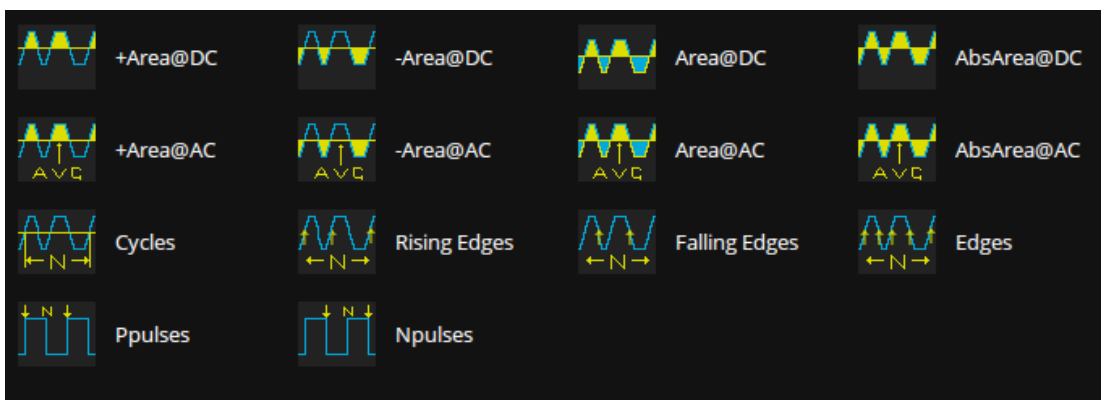 +Area@DC
-Area@DC
Area@DC
AbsArea@DC
AVG
+Area@AC
AVG
-Area@AC
AVG
Area@AC
AVG
AbsArea@AC
N
Cycles
N
Rising Edges
N
Falling Edges
N
Edges
N
Ppulses
N
Npulses